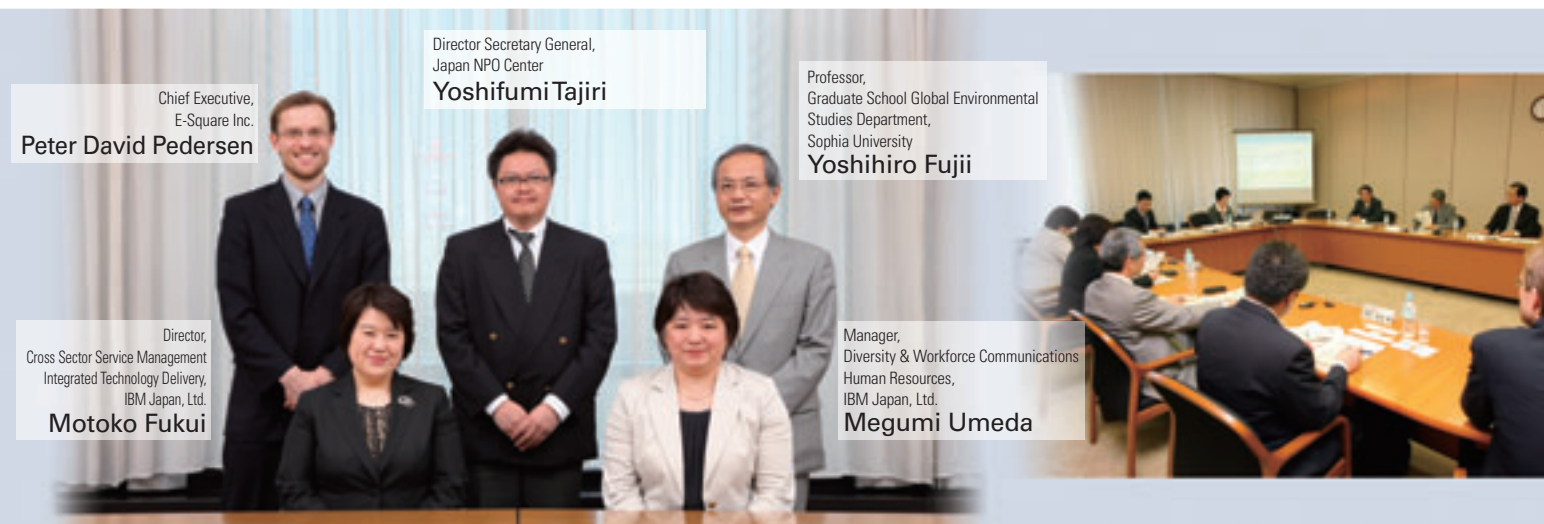 Chief Executive,
E-Square Inc.
Peter David Pedersen
Director Secretary General,
Japan NPO Center
Yoshifumi Tajiri
Professor,
Graduate School Global Environmental
Studies Department,
Sophia University
Yoshihiro Fujii
Director,
Cross Sector Service Management
Integrated Technology Delivery,
IBM Japan, Ltd.
Motoko Fukui
Manager,
Diversity & Workforce Communications
Human Resources,
IBM Japan, Ltd.
Megumi Umeda